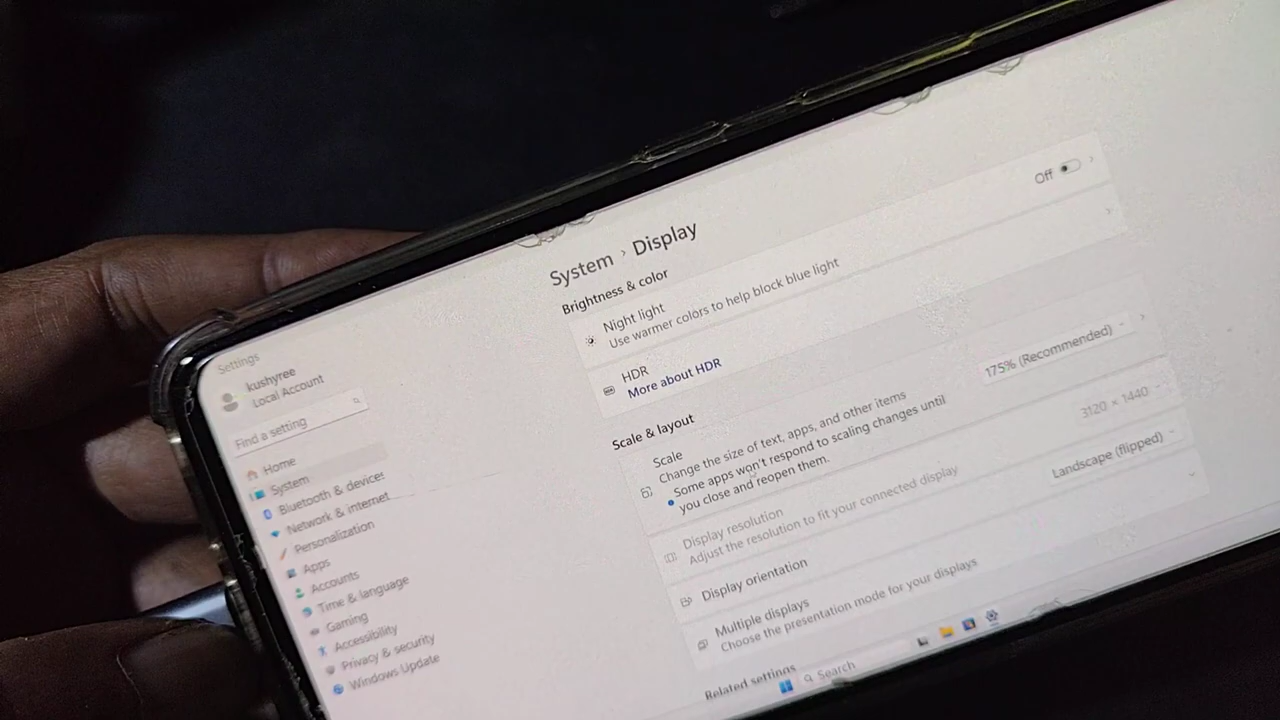 Settings
kushyree
Local Account
Find a setting
Home
System
Bluetooth & devices
Network & internet
Personalization
Apps
Accounts
Time & language
Gaming
Accessibility
Privacy & security
Windows Update
System › Display
Brightness & color
Night light
Use warmer colors to help block blue light
Off
HDR
More about HDR
Scale & layout
Scale
Change the size of text, apps, and other items
175% (Recommended)
Some apps won't respond to scaling changes until
you close and reopen them.
Display resolution
Adjust the resolution to fit your connected display
3120 × 1440
Display orientation
Landscape (flipped)
Multiple displays
Choose the presentation mode for your displays
Related settings
Search